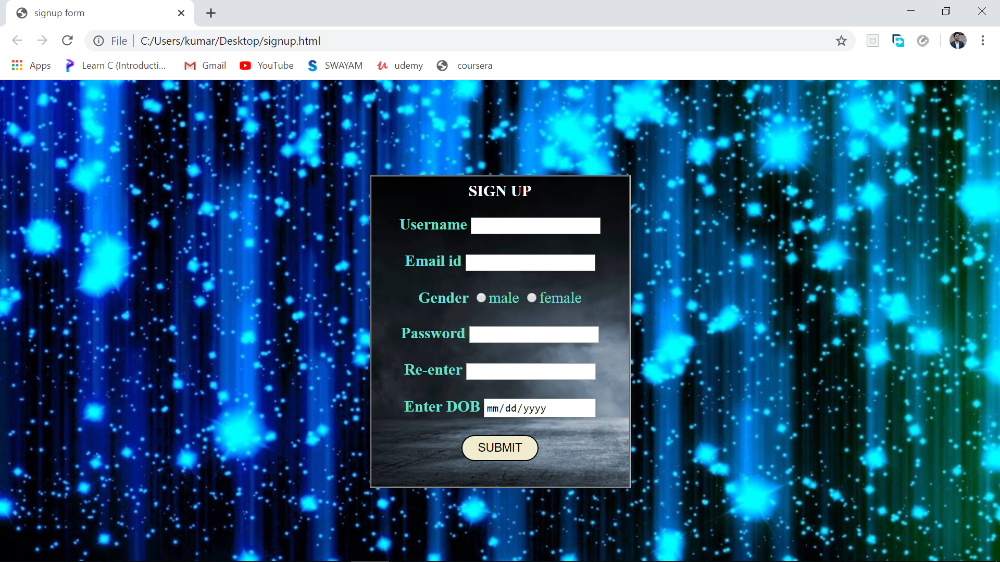 signup form
File C:/Users/kumar/Desktop/signup.html
Apps Learn C (Introducti... Gmail YouTube SWAYAM udemy coursera
SIGN UP
Username
Email id
Gender male female
Password
Re-enter
Enter DOB mm/dd/yyyy
SUBMIT